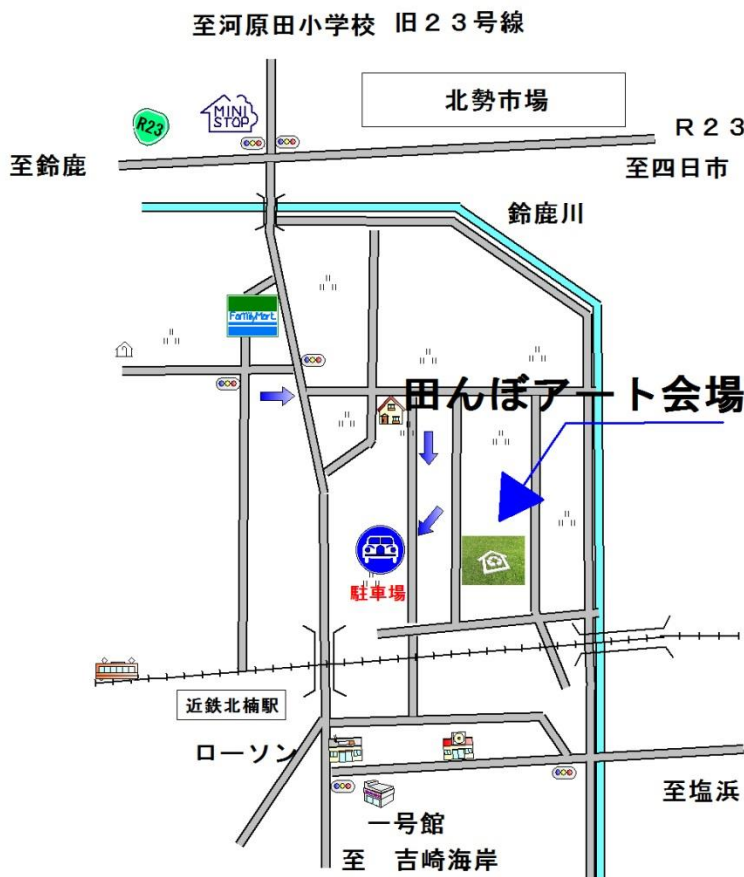 至河原田小学校 旧２３号線
MINI
STOP
R23
北勢市場
Ｒ２３
至鈴鹿
至四日市
鈴鹿川
FamilyMart
田んぼアート会場
駐車場
近鉄北楠駅
ローソン
至塩浜
一号館
至 吉崎海岸